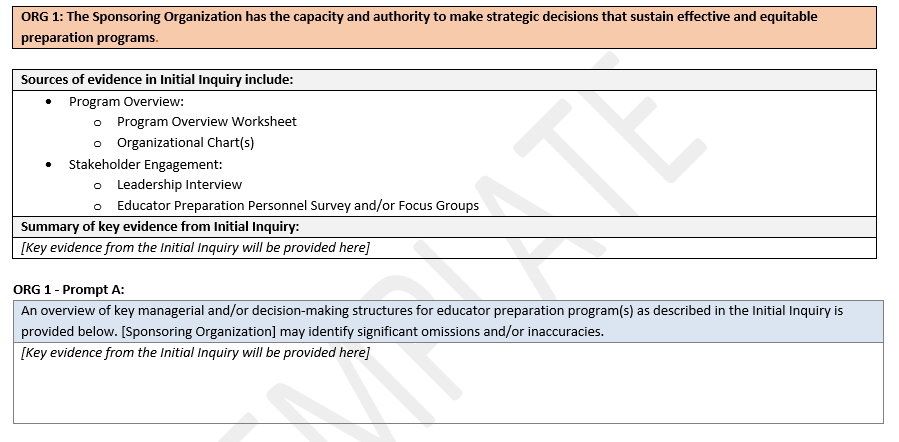 ORG 1: The Sponsoring Organization has the capacity and authority to make strategic decisions that sustain effective and equitable
preparation programs.
Sources of evidence in Initial Inquiry include:
• Program Overview:
o Program Overview Worksheet
o Organizational Chart(s)
• Stakeholder Engagement:
o Leadership Interview
o Educator Preparation Personnel Survey and/or Focus Groups
Summary of key evidence from Initial Inquiry:
[Key evidence from the Initial Inquiry will be provided here]
ORG 1 - Prompt A:
An overview of key managerial and/or decision-making structures for educator preparation program(s) as described in the Initial Inquiry is
provided below. [Sponsoring Organization] may identify significant omissions and/or inaccuracies.
[Key evidence from the Initial Inquiry will be provided here]
EMPLATE